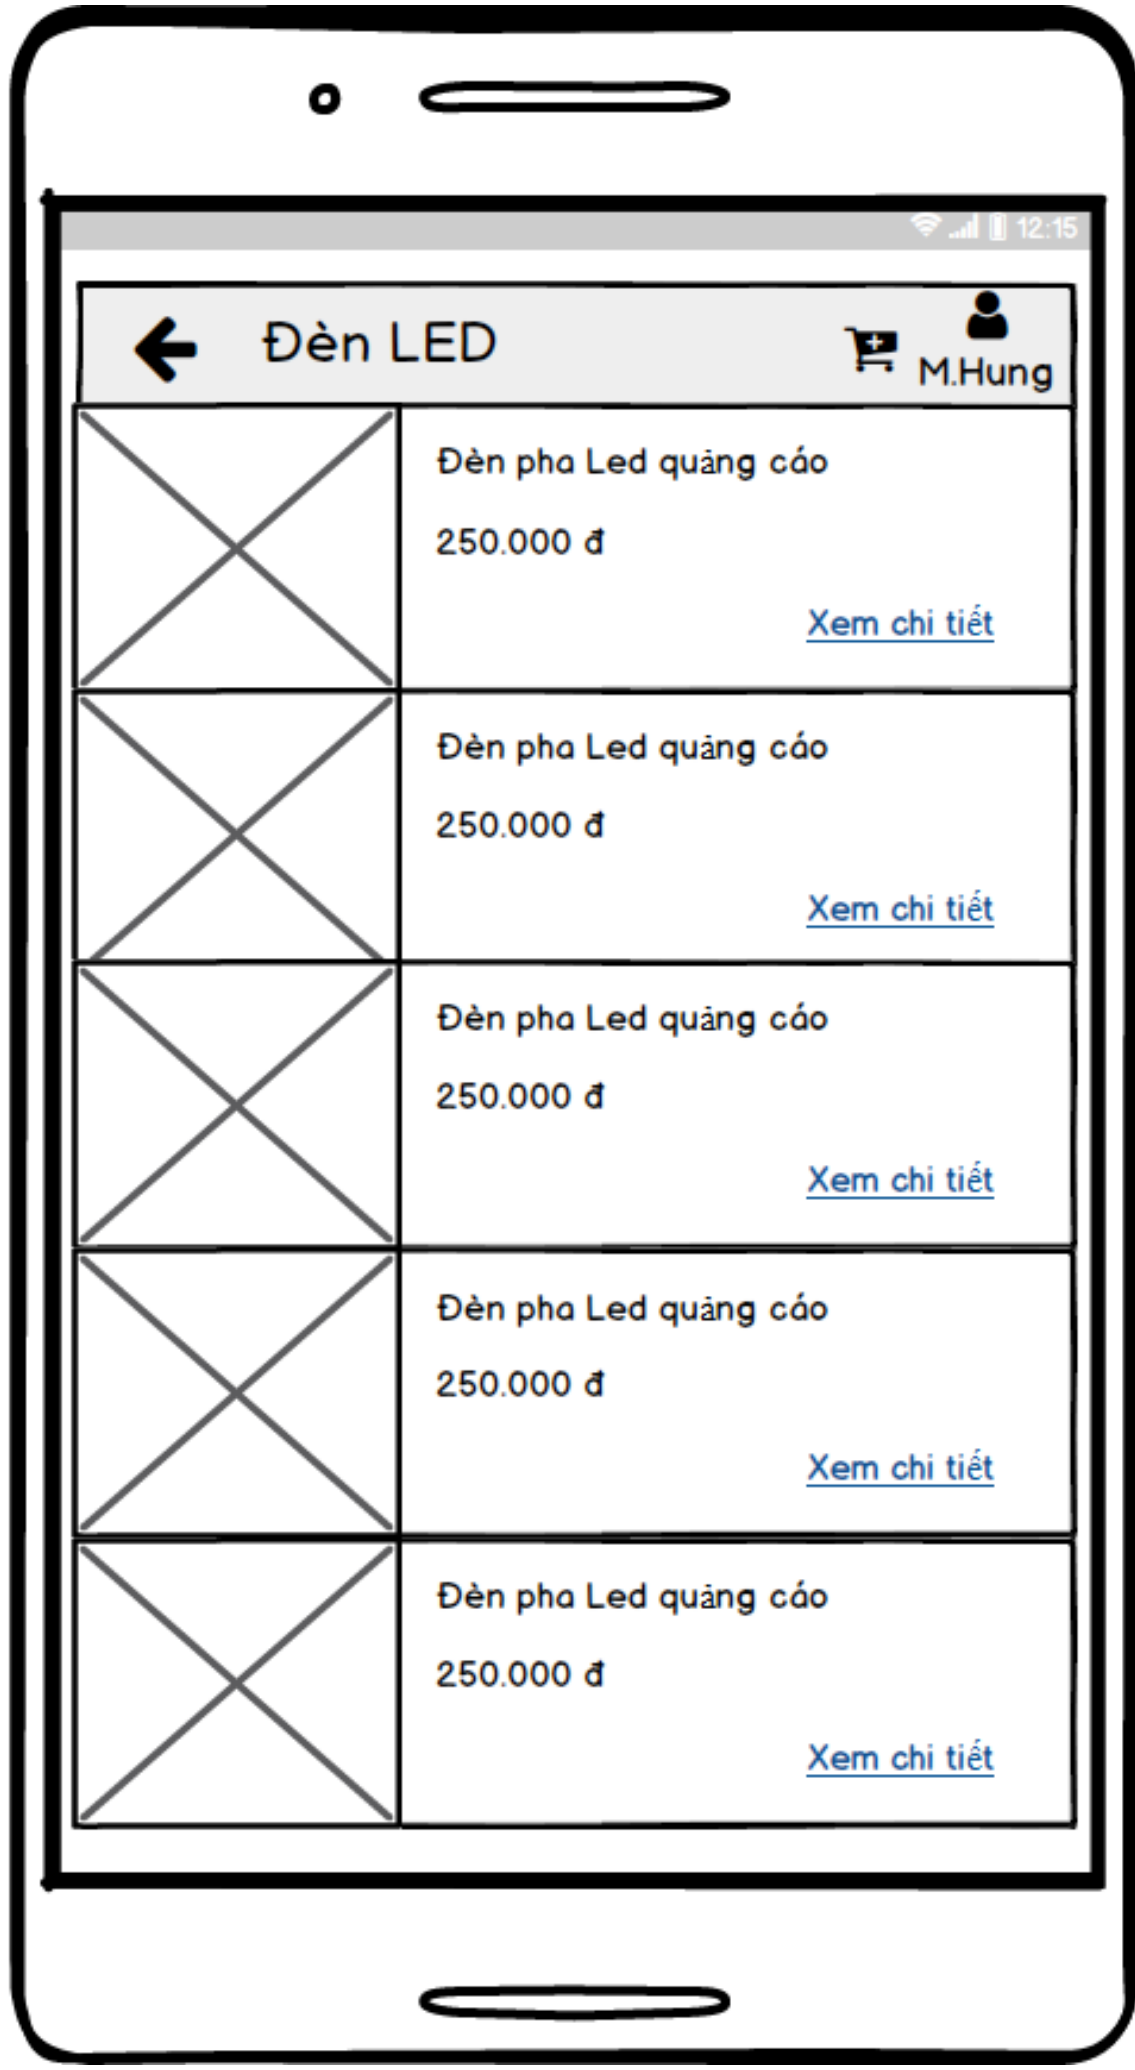 12:15
Đèn LED
M.Hung
Đèn pha Led quảng cáo
250.000 đ
Xem chi tiết
Đèn pha Led quảng cáo
250.000 đ
Xem chi tiết
Đèn pha Led quảng cáo
250.000 đ
Xem chi tiết
Đèn pha Led quảng cáo
250.000 đ
Xem chi tiết
Đèn pha Led quảng cáo
250.000 đ
Xem chi tiết